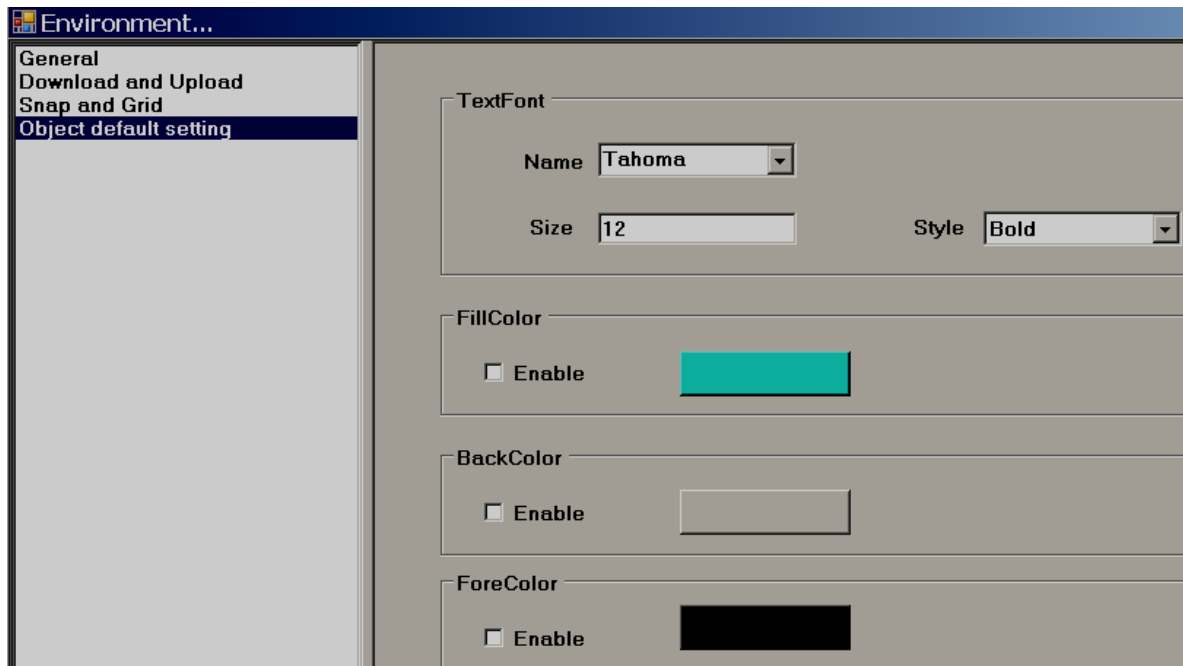 Environment...
General
Download and Upload
Snap and Grid
Object default setting
TextFont
Name Tahoma
Size 12 Style Bold
FillColor
Enable
BackColor
Enable
ForeColor
Enable